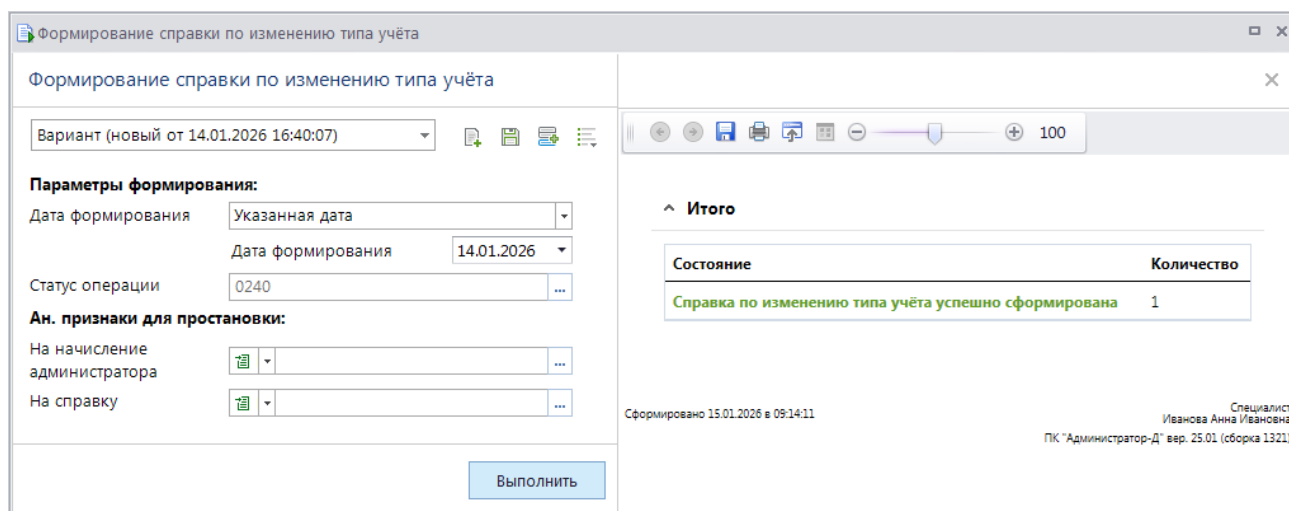 Формирование справки по изменению типа учёта
Формирование справки по изменению типа учёта
Вариант (новый от 14.01.2026 16:40:07)
Параметры формирования:
Дата формирования Указанная дата
Дата формирования 14.01.2026
Статус операции 0240 ...
Ан. признаки для простановки:
На начисление
администратора ...
На справку ...
Выполнить
100
Итого
Состояние Количество
Справка по изменению типа учёта успешно сформирована 1
Сформировано 15.01.2026 в 09:14:11
Специалист
Иванова Анна Ивановна
ПК "Администратор-Д" вер. 25.01 (сборка 1321)